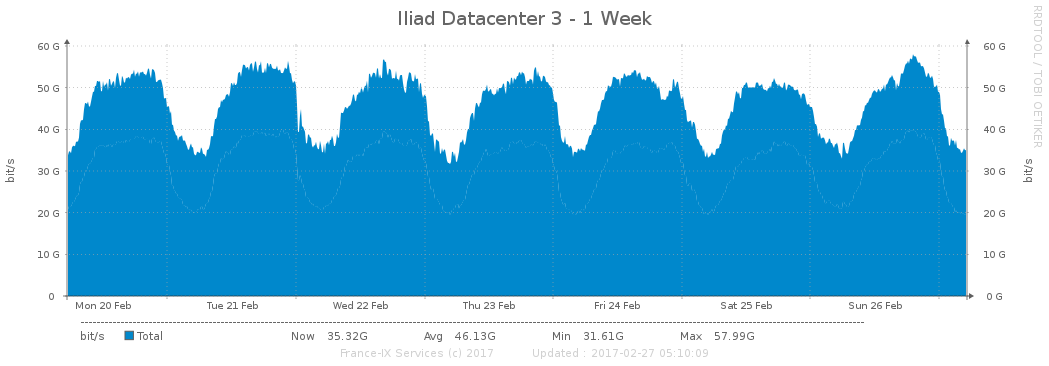 Iliad Datacenter 3 - 1 Week
RRDTOOL / TOBI OETIKER
60 G 60 G
50 G 50 G
40 G 40 G
30 G 30 G
20 G 20 G
10 G 10 G
0 0 G
bit/s
bit/s
Mon 20 Feb Tue 21 Feb Wed 22 Feb Thu 23 Feb Fri 24 Feb Sat 25 Feb Sun 26 Feb
bit/s Total Now 35.32G Avg 46.13G Min 31.61G Max 57.99G
France-IX Services (c) 2017 Updated : 2017-02-27 05:10:09